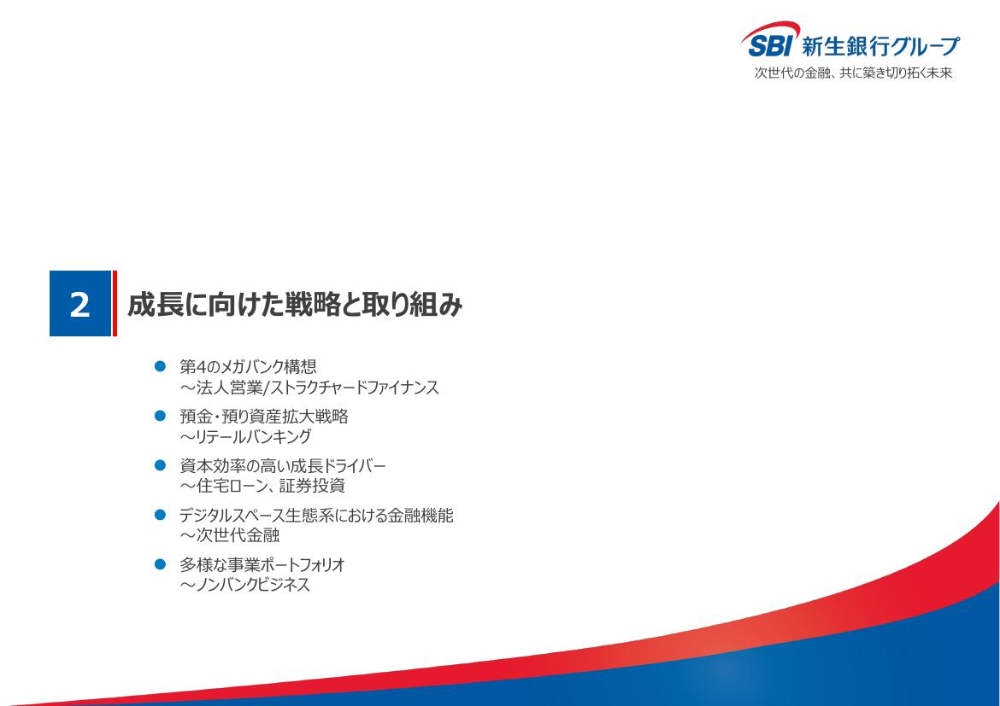 SBI 新生銀行グループ
次世代の金融、共に築き切り拓く未来
2 成長に向けた戦略と取り組み
● 第4のメガバンク構想
～法人営業/ストラクチャードファイナンス
● 預金・預り資産拡大戦略
～リテールバンキング
● 資本効率の高い成長ドライバー
～住宅ローン、証券投資
● デジタルスペース生態系における金融機能
～次世代金融
● 多様な事業ポートフォリオ
～ノンバンクビジネス